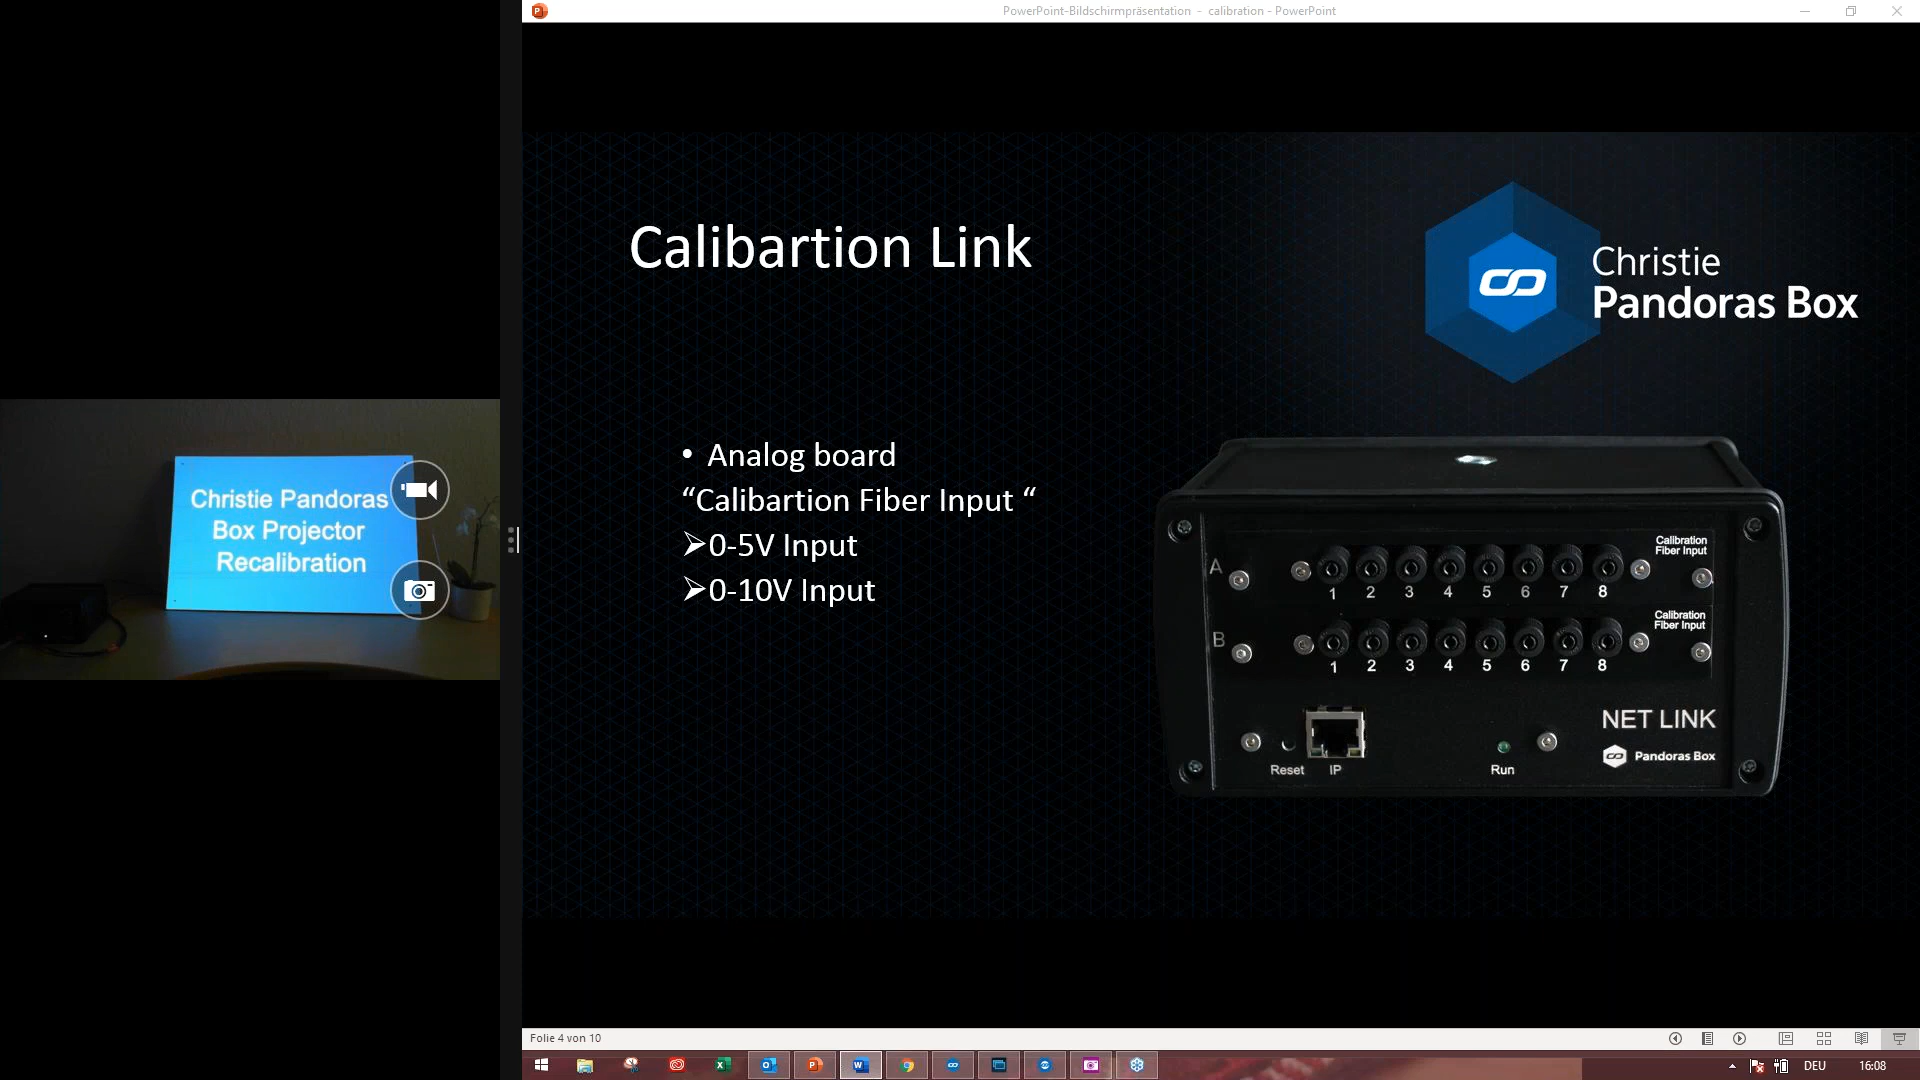 PowerPoint-Bildschirmpräsentation - calibration - PowerPoint
Christie Pandoras
Box Projector
Recalibration
Calibartion Link
Christie
Pandoras Box
• Analog board
“Calibartion Fiber Input “
➢0-5V Input
➢0-10V Input
A
1 2 3 4 5 6 7 8
Calibration
Fiber Input
B
1 2 3 4 5 6 7 8
Calibration
Fiber Input
NET LINK
Pandoras Box
Reset IP Run
Folie 4 von 10
DEU 16:08